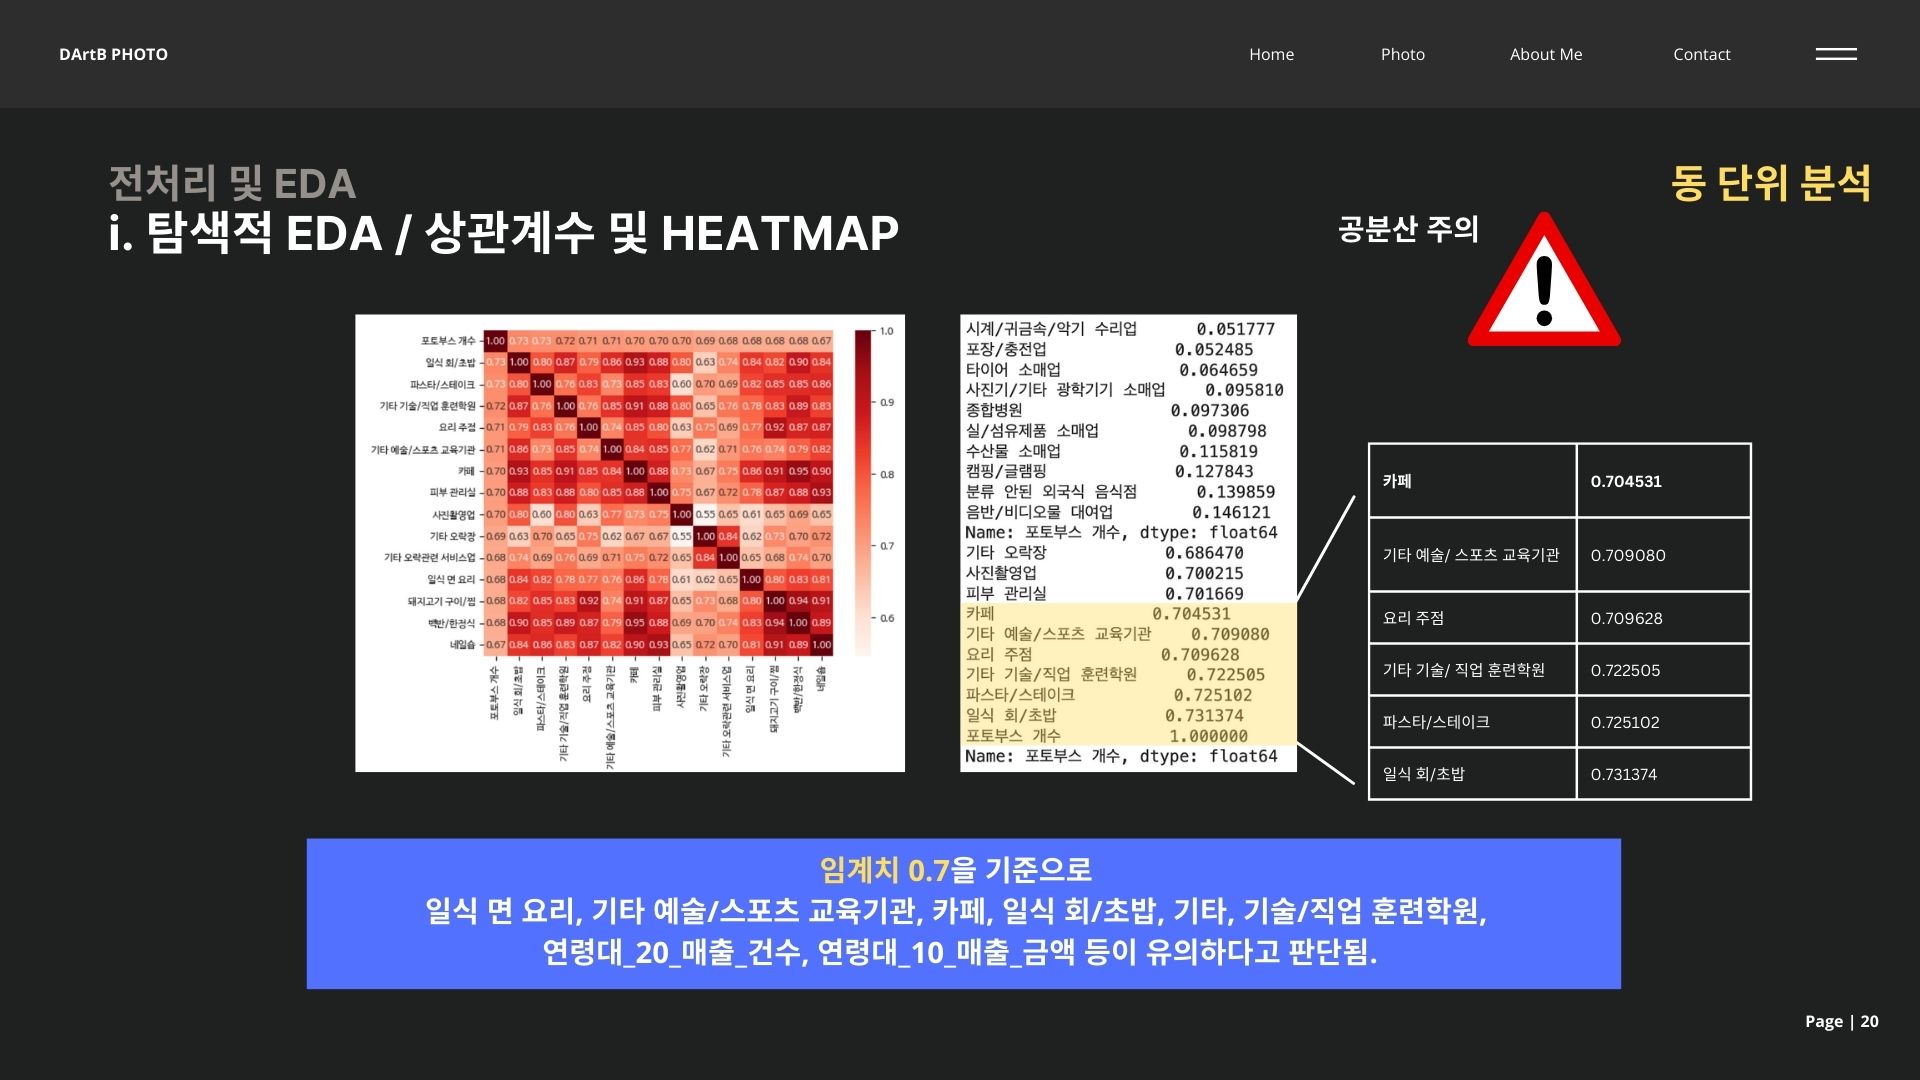 DArtB PHOTO
Home
Photo
About Me
Contact
전처리 및 EDA
i. 탐색적 EDA / 상관계수 및 HEATMAP
동 단위 분석
공분산 주의
포토부스 개수 1.00 0.73 0.73 0.72 0.71 0.71 0.70 0.70 0.70 0.69 0.68 0.68 0.68 0.68 0.67
일식 회/초밥 0.73 1.00 0.80 0.87 0.79 0.86 0.93 0.88 0.80 0.63 0.74 0.84 0.82 0.90 0.84
파스타/스테이크 0.73 0.80 1.00 0.76 0.83 0.73 0.85 0.83 0.60 0.70 0.69 0.82 0.85 0.85 0.86
기타 기술/직업 훈련학원 0.72 0.87 0.76 1.00 0.76 0.85 0.91 0.88 0.80 0.65 0.76 0.78 0.83 0.89 0.83
요리 주점 0.71 0.79 0.83 0.76 1.00 0.74 0.85 0.80 0.63 0.75 0.69 0.77 0.92 0.87 0.87
기타 예술/스포츠 교육기관 0.71 0.86 0.73 0.85 0.74 1.00 0.84 0.85 0.77 0.62 0.71 0.76 0.74 0.79 0.82
카페 0.70 0.93 0.85 0.91 0.85 0.84 1.00 0.88 0.73 0.67 0.75 0.86 0.91 0.95 0.90
피부 관리실 0.70 0.88 0.83 0.88 0.80 0.85 0.88 1.00 0.75 0.67 0.72 0.78 0.87 0.88 0.93
사진촬영업 0.70 0.80 0.60 0.80 0.63 0.77 0.73 0.75 1.00 0.55 0.65 0.61 0.65 0.69 0.65
기타 오락장 0.69 0.63 0.70 0.65 0.75 0.62 0.67 0.67 0.55 1.00 0.84 0.62 0.73 0.70 0.72
기타 오락관련 서비스업 0.68 0.74 0.69 0.76 0.69 0.71 0.75 0.72 0.65 0.84 1.00 0.65 0.68 0.74 0.70
일식 면 요리 0.68 0.84 0.82 0.78 0.77 0.76 0.86 0.78 0.61 0.62 0.65 1.00 0.80 0.83 0.81
돼지고기 구이/찜 0.68 0.82 0.85 0.83 0.92 0.74 0.91 0.87 0.65 0.73 0.68 0.80 1.00 0.94 0.91
백반/한정식 0.68 0.90 0.85 0.89 0.87 0.79 0.95 0.88 0.69 0.70 0.74 0.83 0.94 1.00 0.89
네일숍 0.67 0.84 0.86 0.83 0.87 0.82 0.90 0.93 0.65 0.72 0.70 0.81 0.91 0.89 1.00
포토부스 개수
일식 회/초밥
파스타/스테이크
기타 기술/직업 훈련학원
요리 주점
기타 예술/스포츠 교육기관
카페
피부 관리실
사진촬영업
기타 오락장
기타 오락관련 서비스업
일식 면 요리
돼지고기 구이/찜
백반/한정식
네일숍
1.0
0.9
0.8
0.7
0.6
시계/귀금속/악기 수리업 0.051777
포장/충전업 0.052485
타이어 소매업 0.064659
사진기/기타 광학기기 소매업 0.095810
종합병원 0.097306
실/섬유제품 소매업 0.098798
수산물 소매업 0.115819
캠핑/글램핑 0.127843
분류 안된 외국식 음식점 0.139859
음반/비디오물 대여업 0.146121
Name: 포토부스 개수, dtype: float64
기타 오락장 0.686470
사진촬영업 0.700215
피부 관리실 0.701669
카페 0.704531
기타 예술/스포츠 교육기관 0.709080
요리 주점 0.709628
기타 기술/직업 훈련학원 0.722505
파스타/스테이크 0.725102
일식 회/초밥 0.731374
포토부스 개수 1.000000
Name: 포토부스 개수, dtype: float64
카페 0.704531
기타 예술/ 스포츠 교육기관 0.709080
요리 주점 0.709628
기타 기술/ 직업 훈련학원 0.722505
파스타/스테이크 0.725102
일식 회/초밥 0.731374
임계치 0.7을 기준으로
일식 면 요리, 기타 예술/스포츠 교육기관, 카페, 일식 회/초밥, 기타, 기술/직업 훈련학원,
연령대_20_매출_건수, 연령대_10_매출_금액 등이 유의하다고 판단됨.
Page | 20